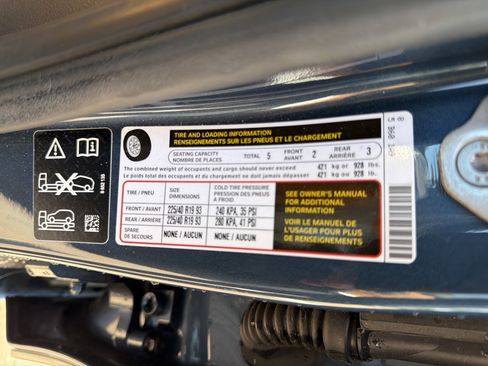 TIRE AND LOADING INFORMATION
RENSEIGNEMENTS SUR LES PNEUS ET LE CHARGEMENT
SEATING CAPACITY
NOMBRE DE PLACES
TOTAL 5
FRONT
AVANT 2
REAR
ARRIÈRE 3
The combined weight of occupants and cargo should never exceed 421 kg or 928 lbs.
Le poids total des occupants et du chargement ne doit jamais dépasser 421 kg ou 928 lb.
TIRE / PNEU
SIZE
DIMENSIONS
COLD TIRE PRESSURE
PRESSION DES PNEUS
À FROID
FRONT / AVANT 225/40 R19 93 240 KPA, 35 PSI
REAR / ARRIÈRE 225/40 R19 93 280 KPA, 41 PSI
SPARE
DE SECOURS NONE / AUCUN NONE / AUCUN
SEE OWNER'S MANUAL
FOR ADDITIONAL
INFORMATION
VOIR LE MANUEL DE
L'USAGER POUR PLUS
DE RENSEIGNEMENTS